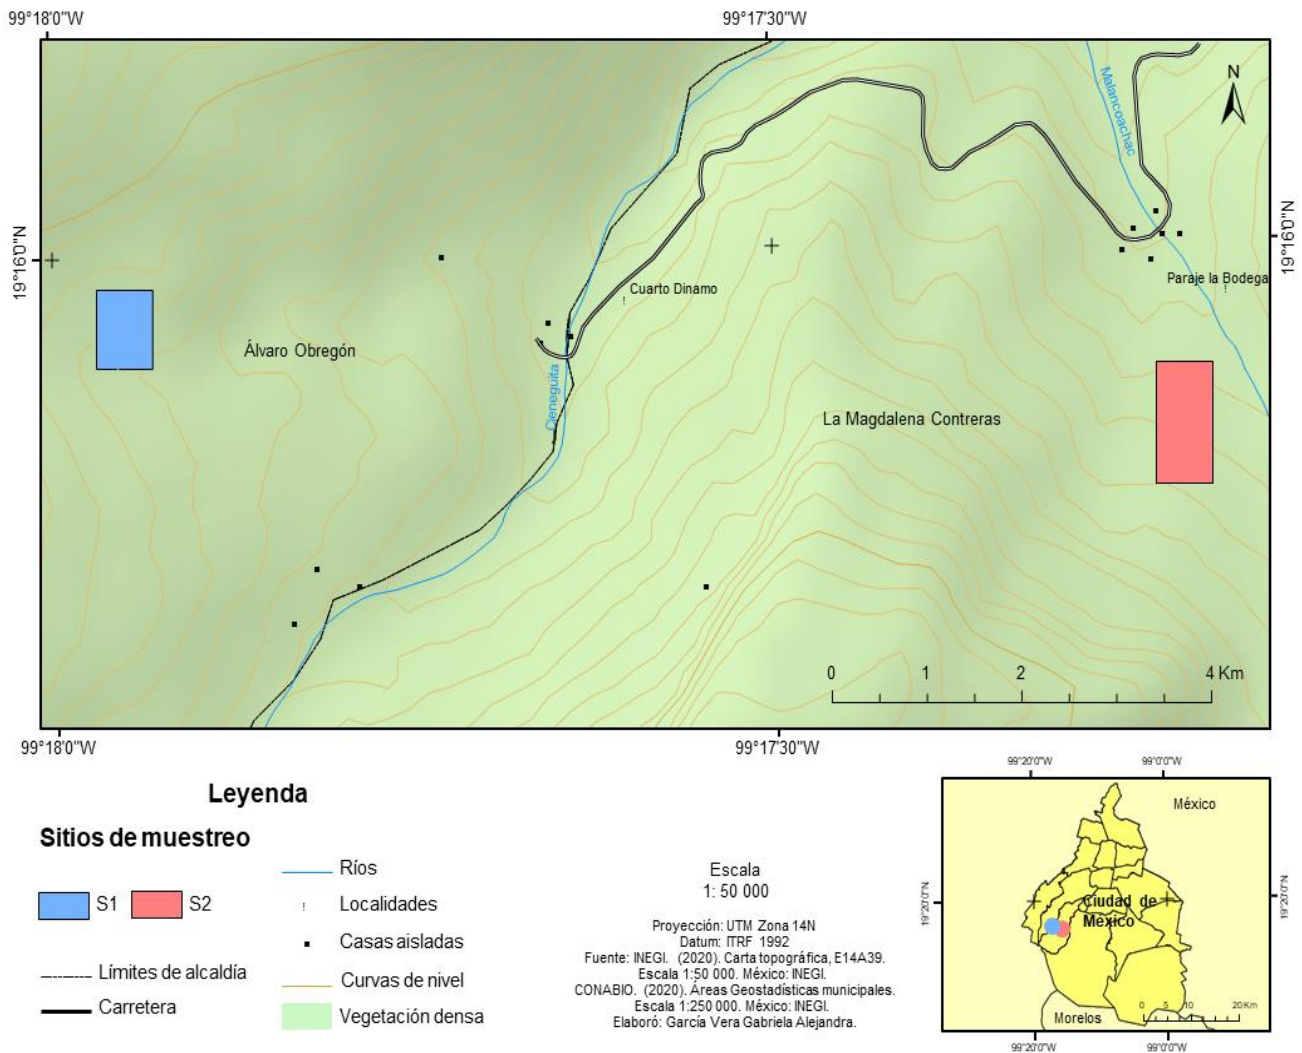 99°18'0"W
99°17'30"W
N
Malancoachac
19°16'0"N
19°16'0"N
Cuarto Dinamo
Paraje la Bodega
Álvaro Obregón
Cieneguita
La Magdalena Contreras
0 1 2 4 Km
99°18'0"W
99°17'30"W
Leyenda
Sitios de muestreo
S1
S2
Límites de alcaldía
Carretera
Ríos
Localidades
Casas aisladas
Curvas de nivel
Vegetación densa
Escala
1: 50 000
Proyección: UTM Zona 14N
Datum: ITRF 1992
Fuente: INEGI. (2020). Carta topográfica, E14A39.
Escala 1:50 000. México: INEGI.
CONABIO. (2020). Áreas Geostadísticas municipales.
Escala 1:250 000. México: INEGI.
Elaboró: García Vera Gabriela Alejandra.
99°20'0"W
99°0'0"W
México
19°20'0"N
19°20'0"N
Ciudad de
México
0 5 10 20 Km
Morelos
99°20'0"W
99°0'0"W